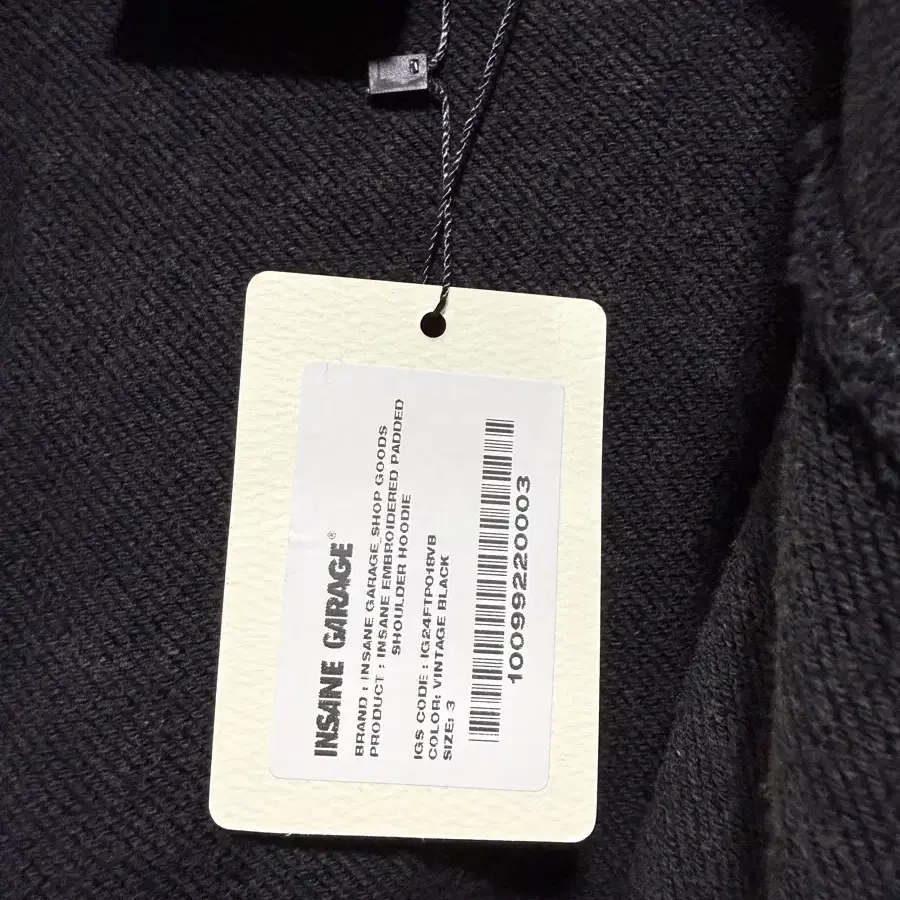 INSANE GARAGE®
BRAND : INSANE GARAGE_SHOP GOODS
PRODUCT : INSANE EMBROIDERED PADDED
SHOULDER HOODIE
IGS CODE : IG24FTP018VB
COLOR: VINTAGE BLACK
SIZE: 3
10099220003